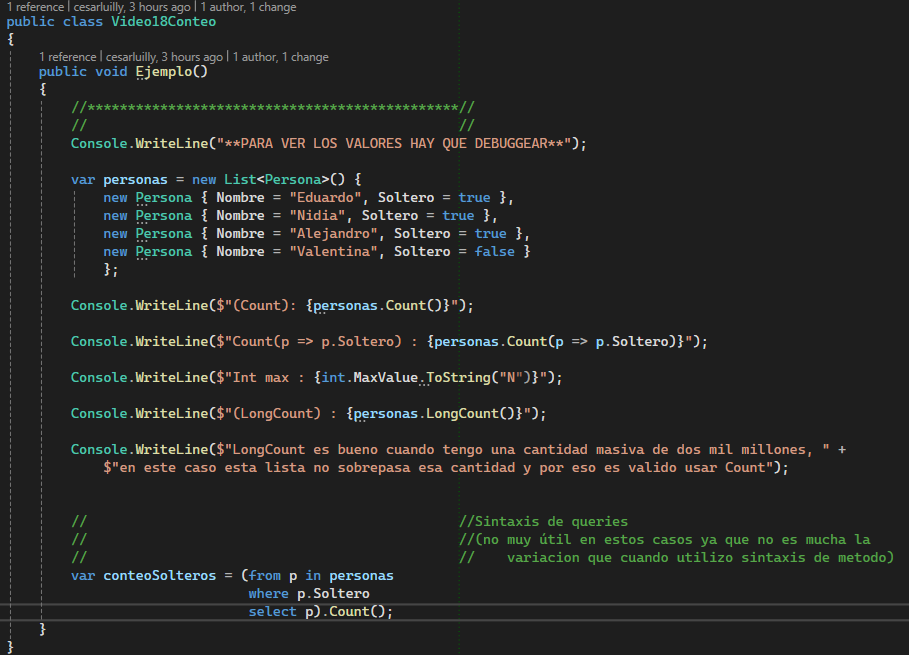 1 reference | cesarluilly, 3 hours ago | 1 author, 1 change
public class Video18Conteo
{
1 reference | cesarluilly, 3 hours ago | 1 author, 1 change
public void Ejemplo()
{
//**********************************************//
//                                              //
Console.WriteLine("**PARA VER LOS VALORES HAY QUE DEBUGGEAR**");
var personas = new List<Persona>() {
new Persona { Nombre = "Eduardo", Soltero = true },
new Persona { Nombre = "Nidia", Soltero = true },
new Persona { Nombre = "Alejandro", Soltero = true },
new Persona { Nombre = "Valentina", Soltero = false }
};
Console.WriteLine($"(Count): {personas.Count()}");
Console.WriteLine($"Count(p => p.Soltero) : {personas.Count(p => p.Soltero)}");
Console.WriteLine($"Int max : {int.MaxValue.ToString("N")}");
Console.WriteLine($"(LongCount) : {personas.LongCount()}");
Console.WriteLine($"LongCount es bueno cuando tengo una cantidad masiva de dos mil millones, " +
$"en este caso esta lista no sobrepasa esa cantidad y por eso es valido usar Count");
//                                              //Sintaxis de queries
//                                              //(no muy útil en estos casos ya que no es mucha la
//                                              //    variacion que cuando utilizo sintaxis de metodo)
var conteoSolteros = (from p in personas
where p.Soltero
select p).Count();
}
}